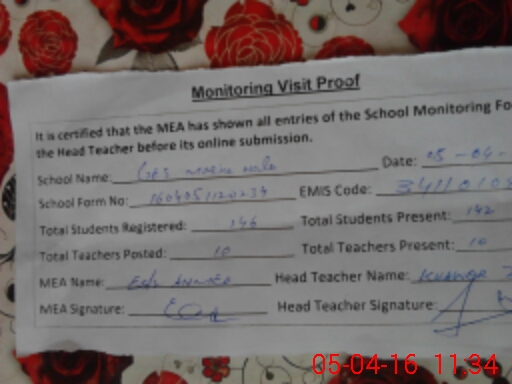 Monitoring Visit Proof
It is certified that the MEA has shown all entries of the School Monitoring Fo
the Head Teacher before its online submission.
School Name: GES Date: 05-04-
School Form No: EMIS Code:
Total Students Registered: 146 Total Students Present: 142
Total Teachers Posted: 10 Total Teachers Present: 10
MEA Name: Head Teacher Name:
MEA Signature: Head Teacher Signature:
05-04-16 11:34